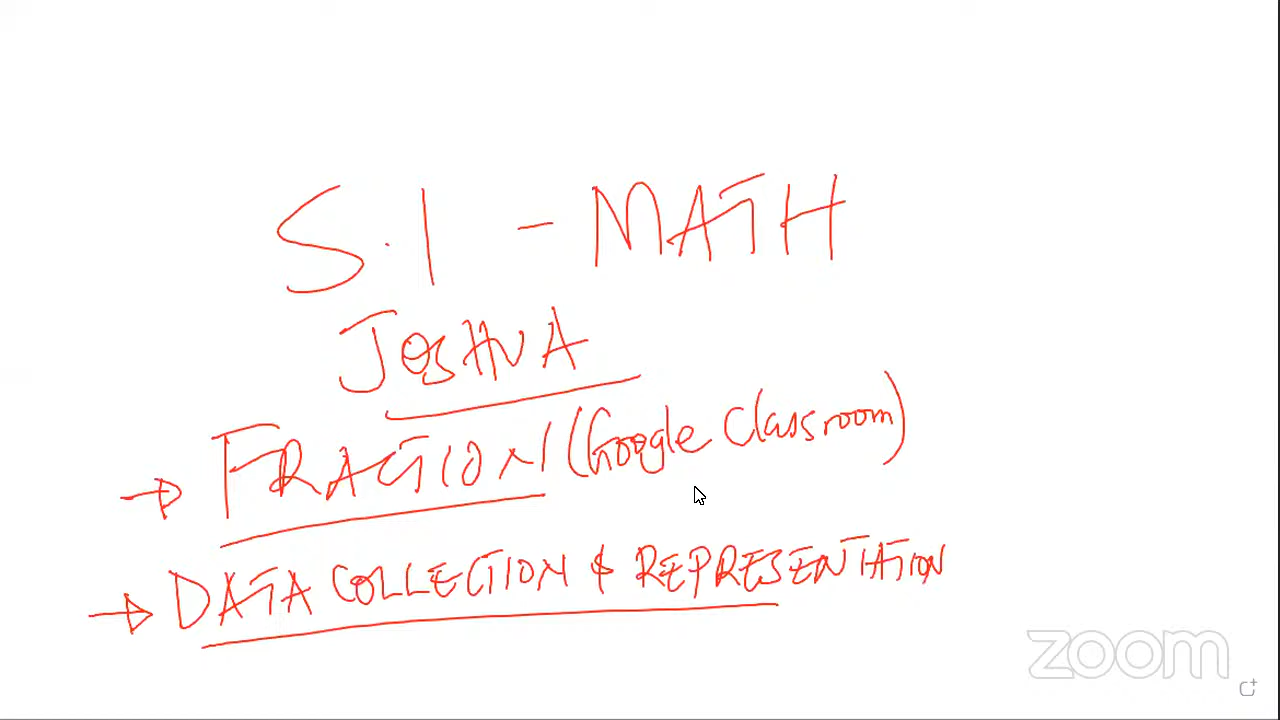 S.1 - MATH
JOSHUA
→ FRACTION (Google Classroom)
→ DATA COLLECTION & REPRESENTATION
zoom